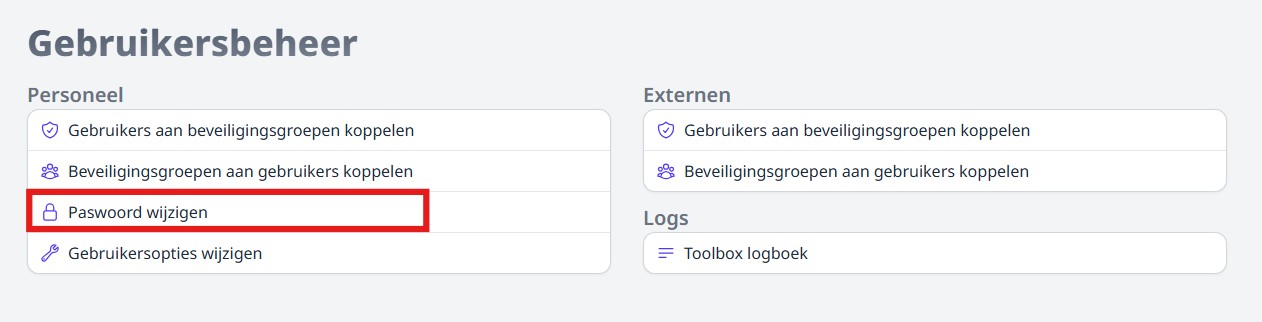 Gebruikersbeheer
Personeel
Gebruikers aan beveiligingsgroepen koppelen
Beveiligingsgroepen aan gebruikers koppelen
Paswoord wijzigen
Gebruikersopties wijzigen
Externen
Gebruikers aan beveiligingsgroepen koppelen
Beveiligingsgroepen aan gebruikers koppelen
Logs
Toolbox logboek